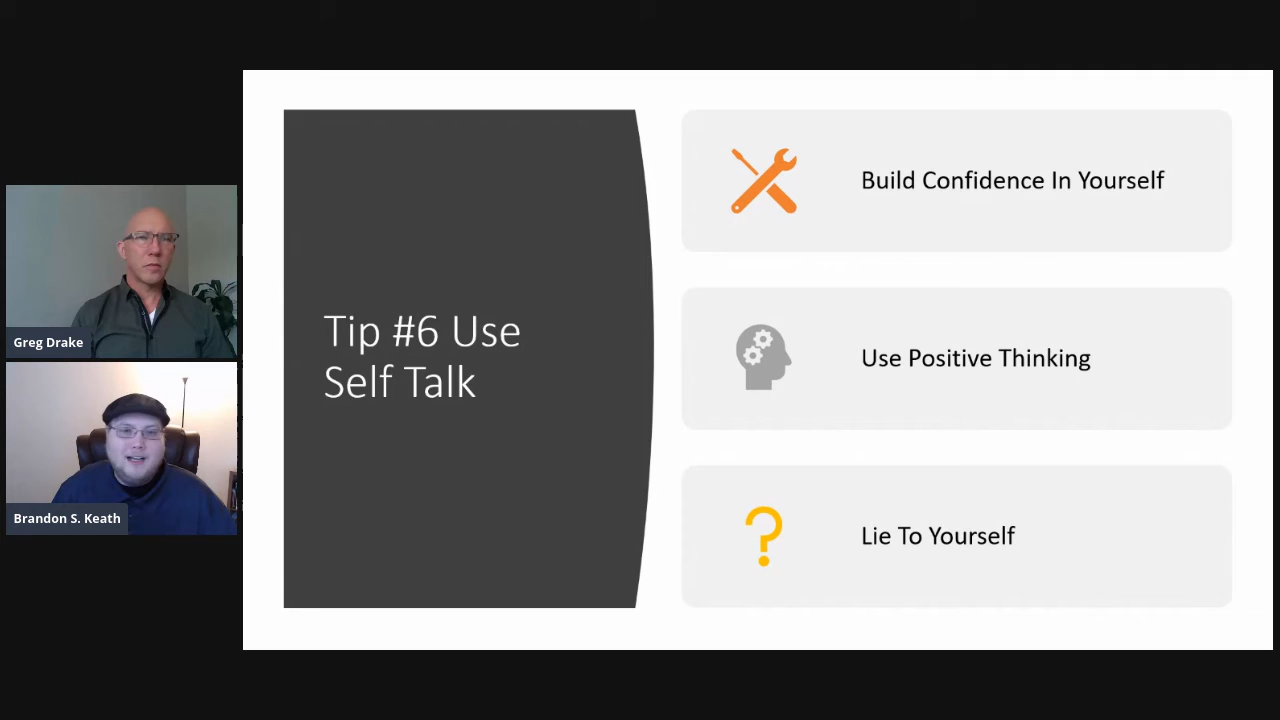 Greg Drake
Brandon S. Keath
Tip #6 Use
Self Talk
Build Confidence In Yourself
Use Positive Thinking
Lie To Yourself